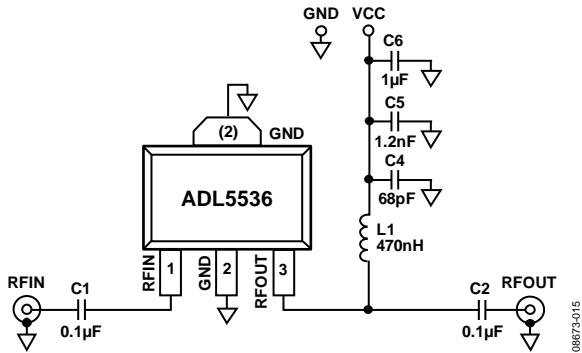 GND VCC
C6
1µF
C5
1.2nF
C4
68pF
L1
470nH
(2)
GND
ADL5536
RFIN
1
GND
2
RFOUT
3
RFIN
C1
0.1µF
C2
0.1µF
RFOUT
08673-015